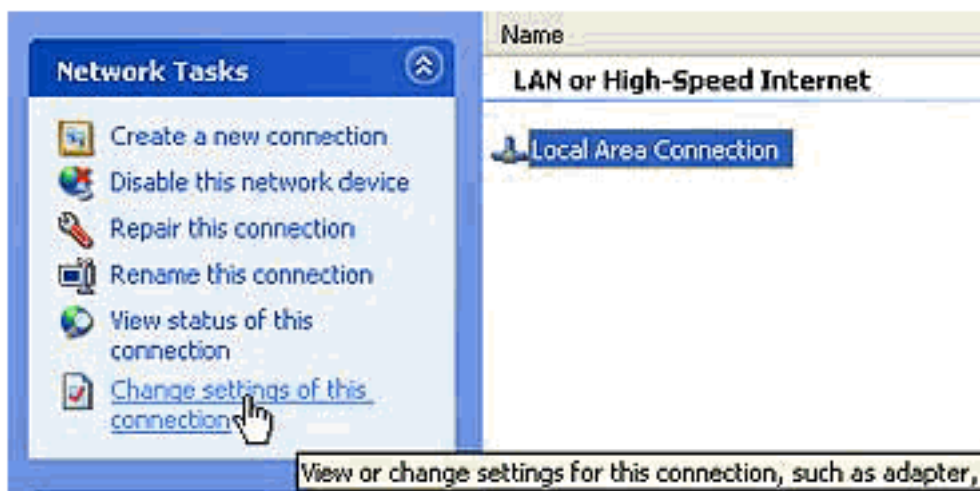 Name
Network Tasks
LAN or High-Speed Internet
Create a new connection
Local Area Connection
Disable this network device
Repair this connection
Rename this connection
View status of this
connection
Change settings of this
connection
View or change settings for this connection, such as adapter,